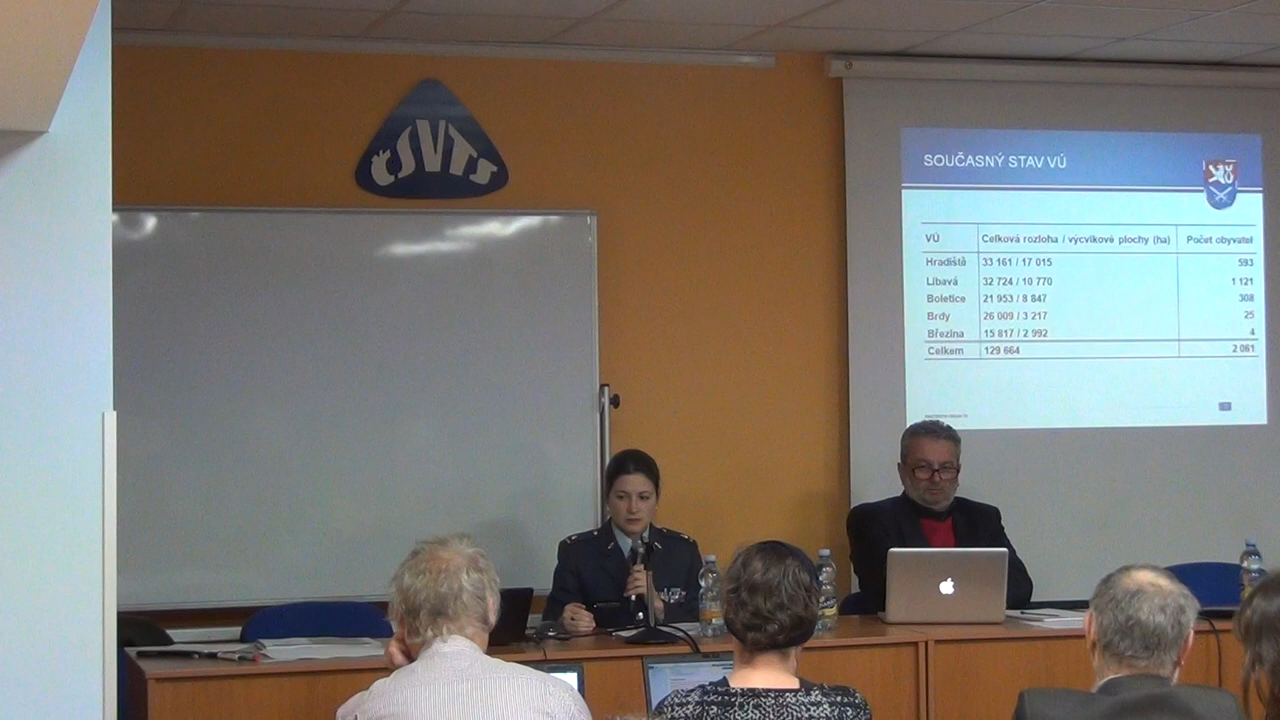 ČSVTS
SOUČASNÝ STAV VÚ
VÚ Celková rozloha / výcvikové plochy (ha) Počet obyvatel
Hradiště 33 161 / 17 015 593
Libavá 32 724 / 10 770 1 121
Boletice 21 953 / 8 847 308
Brdy 26 009 / 3 217 25
Březina 15 817 / 2 992 4
Celkem 129 664 2 061